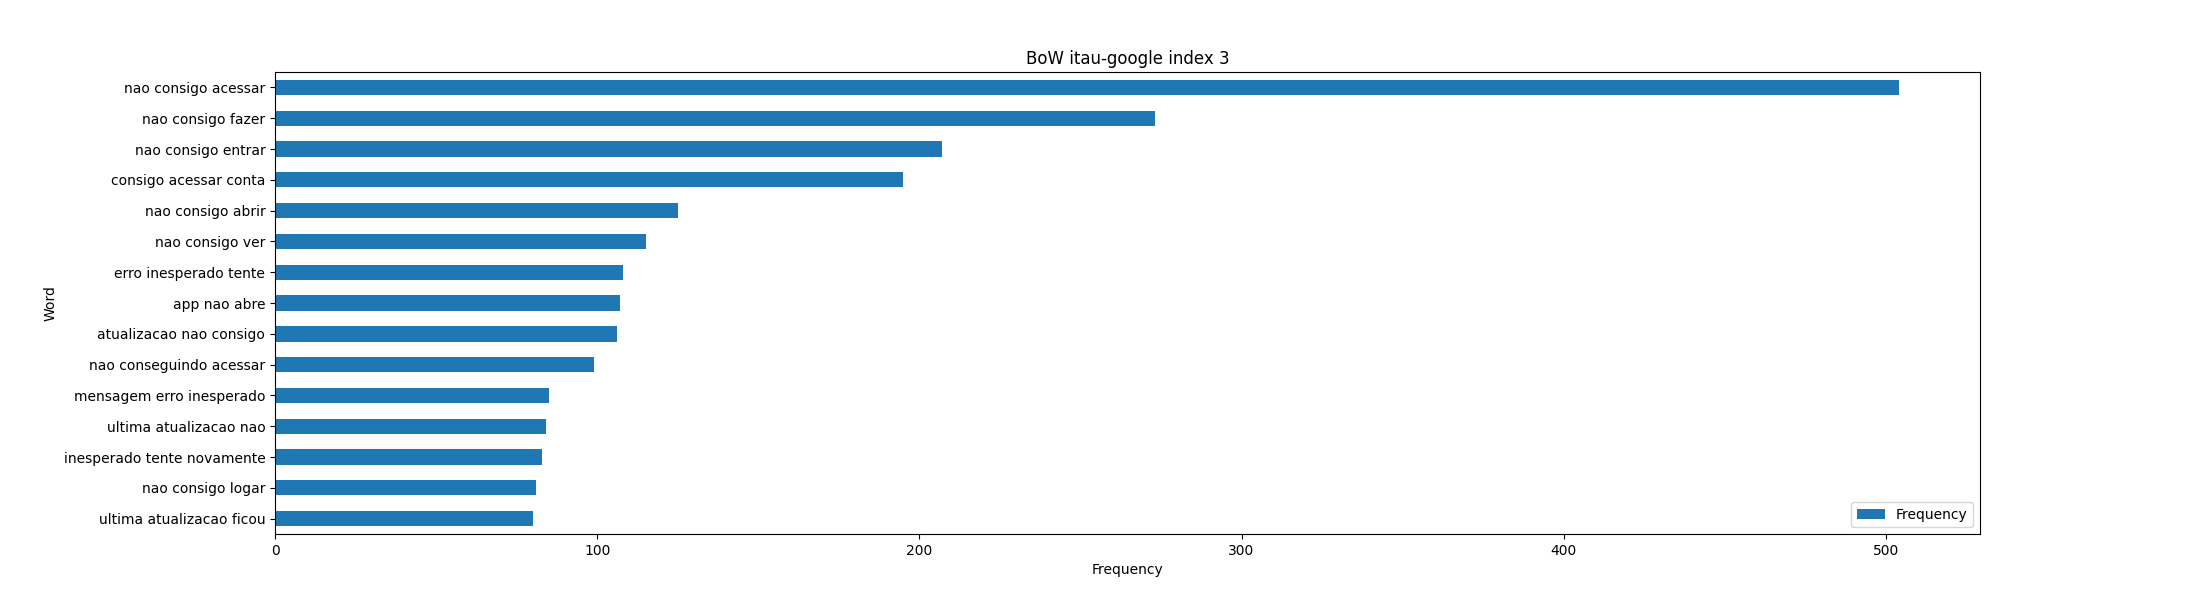 BoW itau-google index 3
Word
nao consigo acessar
nao consigo fazer
nao consigo entrar
consigo acessar conta
nao consigo abrir
nao consigo ver
erro inesperado tente
app nao abre
atualizacao nao consigo
nao conseguindo acessar
mensagem erro inesperado
ultima atualizacao nao
inesperado tente novamente
nao consigo logar
ultima atualizacao ficou
Frequency
0 100 200 300 400 500
Frequency